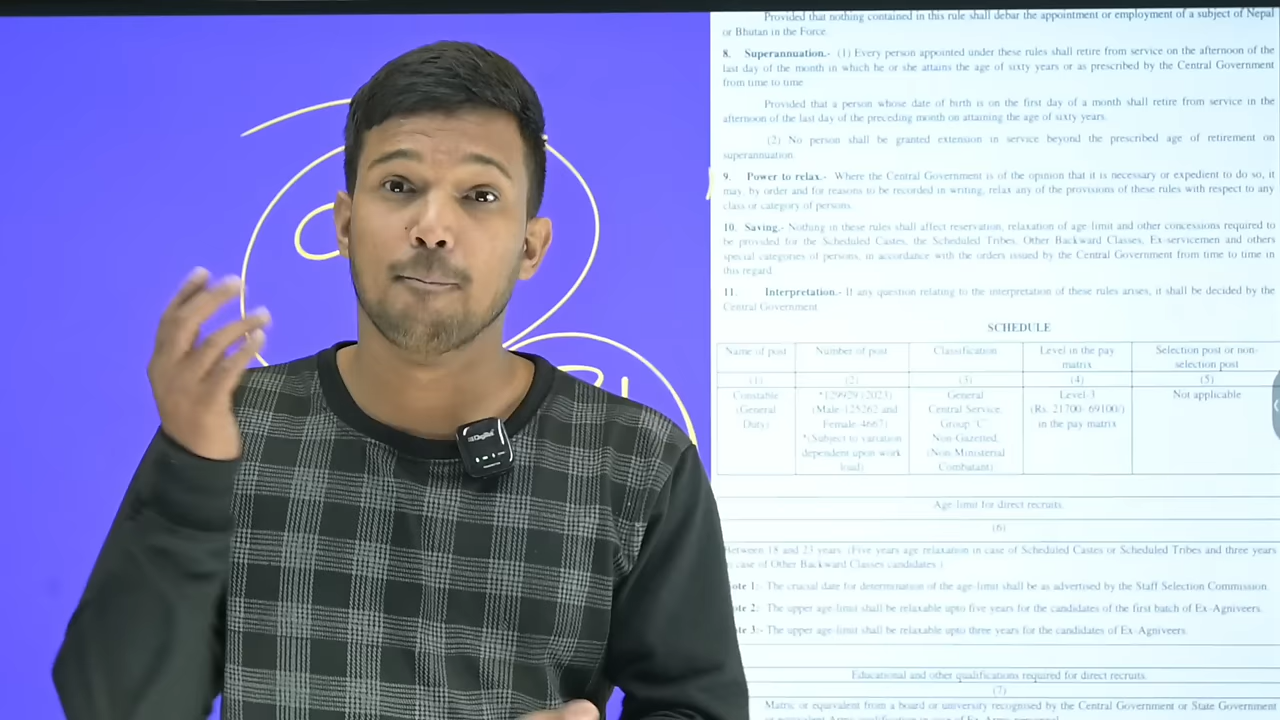 Provided that nothing contained in this rule shall debar the appointment or employment of a subject of Nepal
or Bhutan in the Force.
8. Superannuation.- (1) Every person appointed under these rules shall retire from service on the afternoon of the
last day of the month in which he or she attains the age of sixty years or as prescribed by the Central Government
from time to time.
Provided that a person whose date of birth is on the first day of a month shall retire from service in the
afternoon of the last day of the preceding month on attaining the age of sixty years.
(2) No person shall be granted extension in service beyond the prescribed age of retirement on
superannuation.
9. Power to relax.- Where the Central Government is of the opinion that it is necessary or expedient to do so, it
may, by order and for reasons to be recorded in writing, relax any of the provisions of these rules with respect to any
class or category of persons.
10. Saving.- Nothing in these rules shall affect reservation, relaxation of age limit and other concessions required to
be provided for the Scheduled Castes, the Scheduled Tribes, Other Backward Classes, Ex-servicemen and others
special categories of persons, in accordance with the orders issued by the Central Government from time to time in
this regard.
11. Interpretation.- If any question relating to the interpretation of these rules arises, it shall be decided by the
Central Government.
SCHEDULE
Name of post Number of post Classification Level in the pay matrix Selection post or non-selection post
(1) (2) (3) (4) (5)
Constable General Level-3 Not applicable
(General (Male-125262 and Central Service, (Rs. 21700-69100/)
Duty) Female-4667) Group 'C' in the pay matrix
*(Subject to variation Non Gazetted,
dependent upon work (Non Ministerial
load) Combatant)
Age-limit for direct recruits.
(6)
Between 18 and 23 years. (Five years age relaxation in case of Scheduled Castes or Scheduled Tribes and three years
case of Other Backward Classes candidates.)
ote 1:- The crucial date for determination of the age-limit shall be as advertised by the Staff Selection Commission.
ote 2: The upper age-limit shall be relaxable upto five years for the candidates of the first batch of Ex-Agniveers.
te 3:- The upper age-limit shall be relaxable upto three years for the candidates of Ex-Agniveers.
Educational and other qualifications required for direct recruits.
(7)
Matric or equivalent from a board or university recognised by the Central Government or State Government